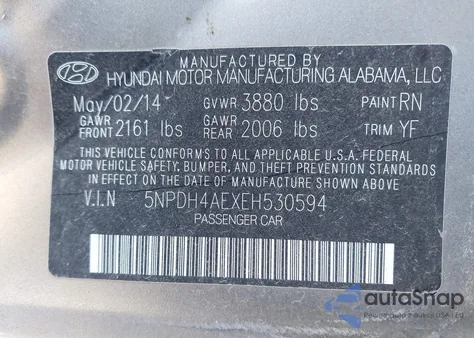 MANUFACTURED BY
HYUNDAI MOTOR MANUFACTURING ALABAMA, LLC
May/02/14 GVWR 3880 lbs PAINT RN
GAWR FRONT 2161 lbs GAWR REAR 2006 lbs TRIM YF
THIS VEHICLE CONFORMS TO ALL APPLICABLE U.S.A. FEDERAL
MOTOR VEHICLE SAFETY, BUMPER, AND THEFT PREVENTION STANDARDS
IN EFFECT ON THE DATE OF MANUFACTURE SHOWN ABOVE.
V.I.N 5NPDH4AEXEH530594
PASSENGER CAR
autoSnap